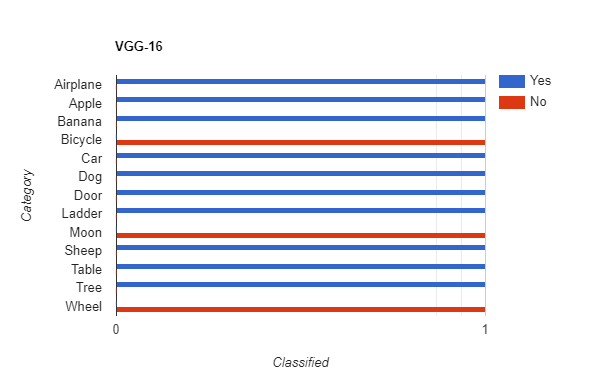 VGG-16
Yes
No
Airplane
Apple
Banana
Bicycle
Car
Dog
Door
Ladder
Moon
Sheep
Table
Tree
Wheel
Category
0 1
Classified